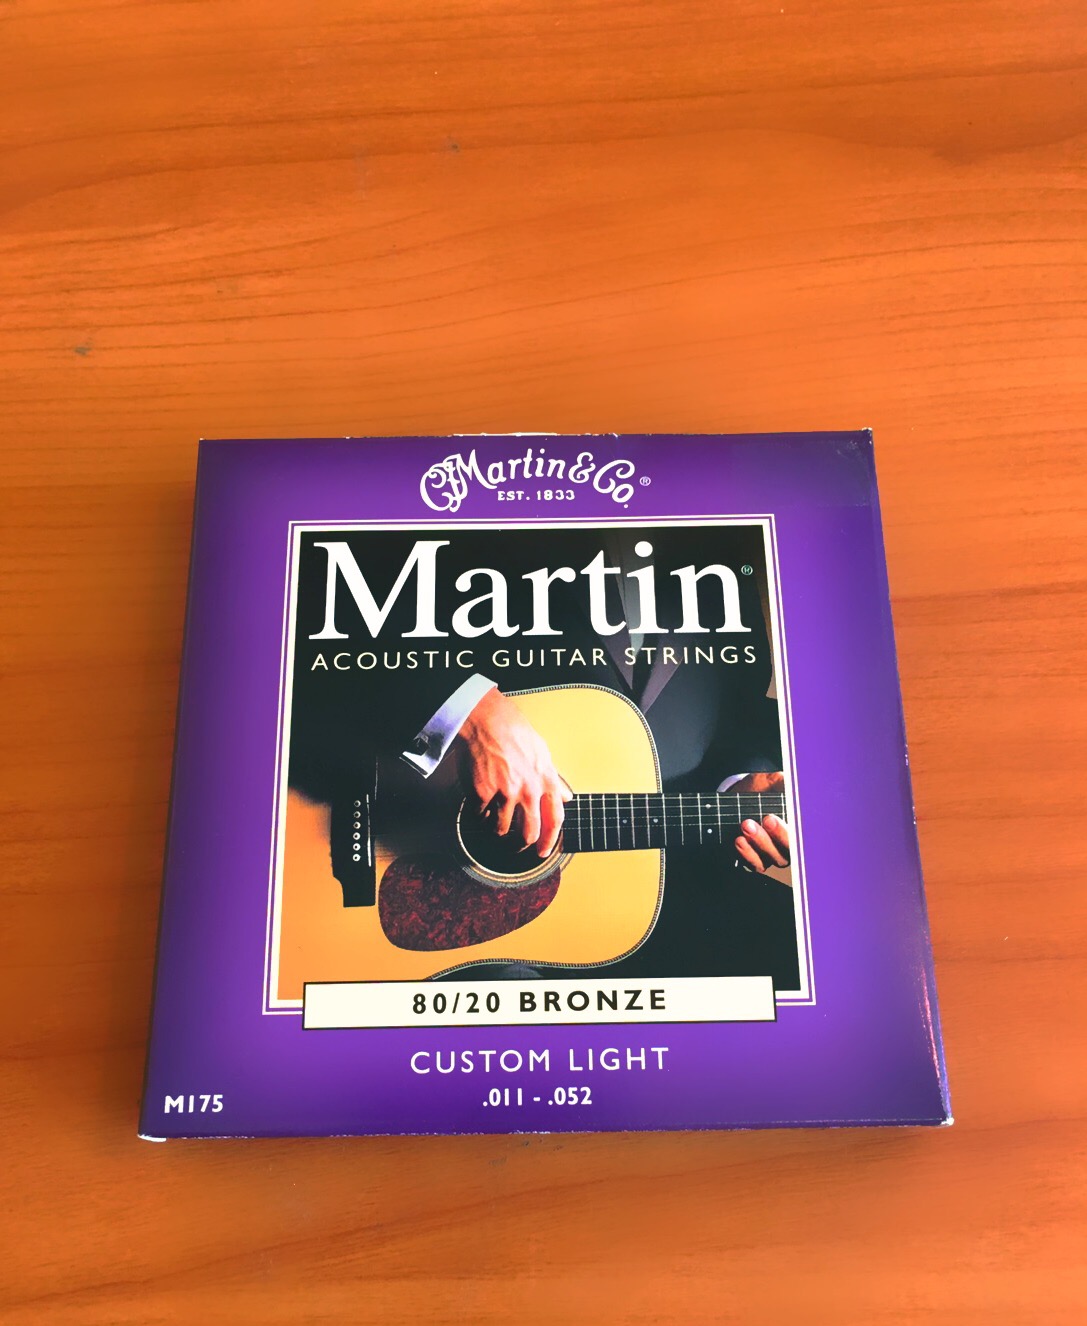 Martin & Co. ®
EST. 1833
Martin®
ACOUSTIC GUITAR STRINGS
80/20 BRONZE
CUSTOM LIGHT
.011 - .052
M175